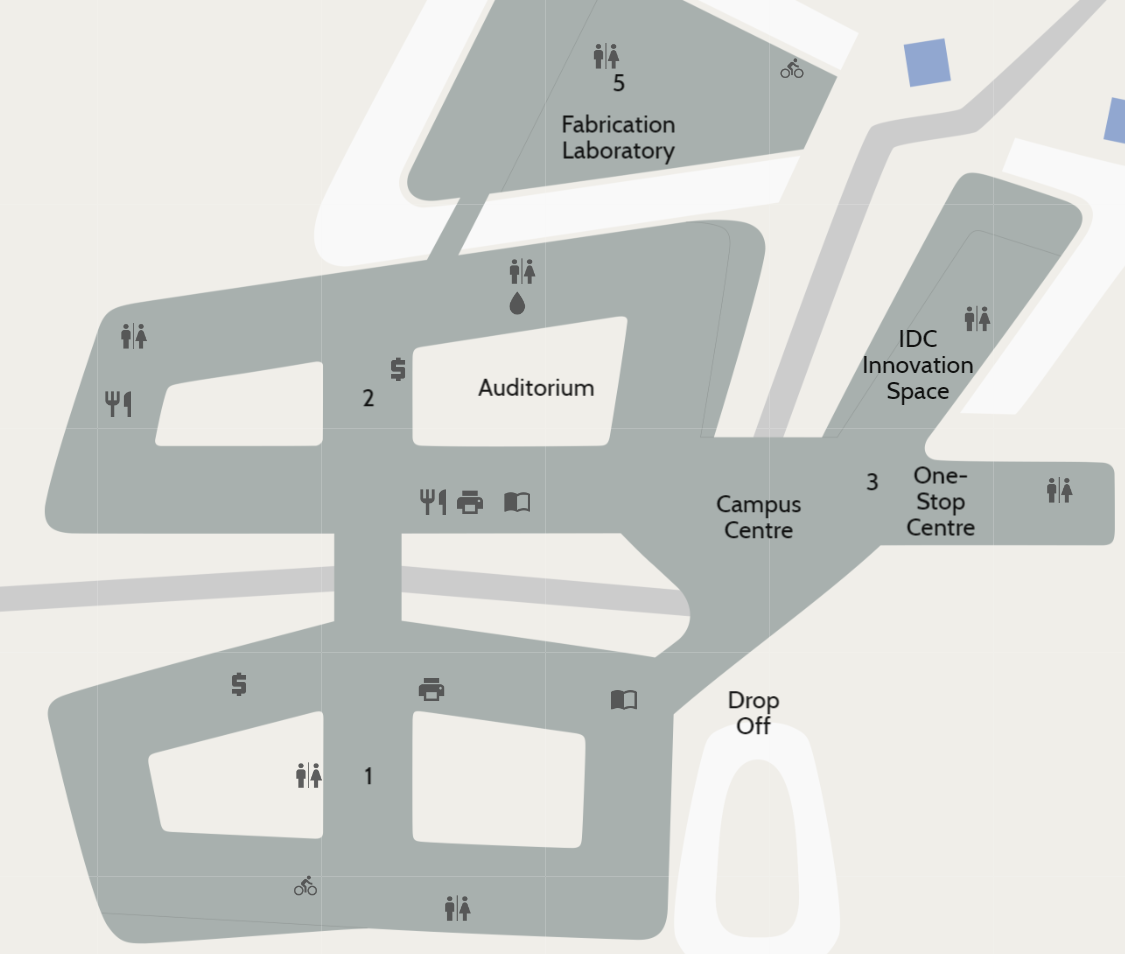 5
Fabrication
Laboratory
IDC
Innovation
Space
$
2
Auditorium
3
One-
Stop
Centre
Campus
Centre
$
Drop
Off
1